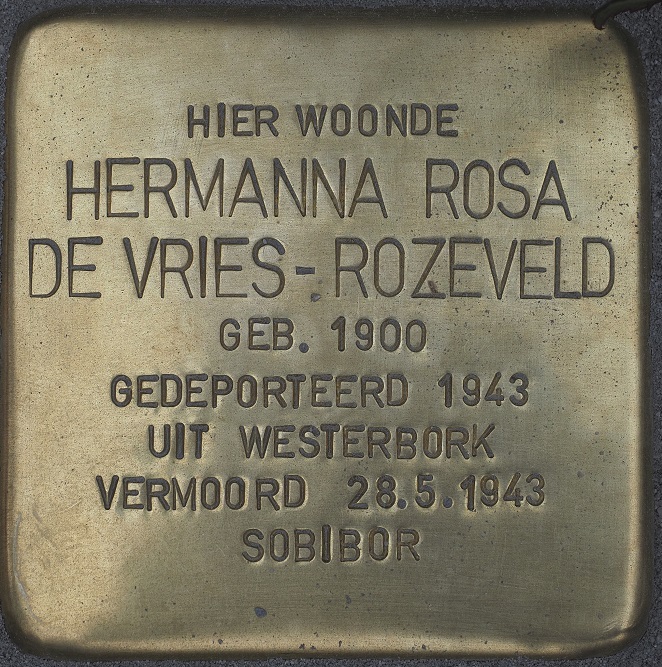 HIER WOONDE
HERMANNA ROSA
DE VRIES - ROZEVELD
GEB. 1900
GEDEPORTEERD 1943
UIT WESTERBORK
VERMOORD 28.5.1943
SOBIBOR